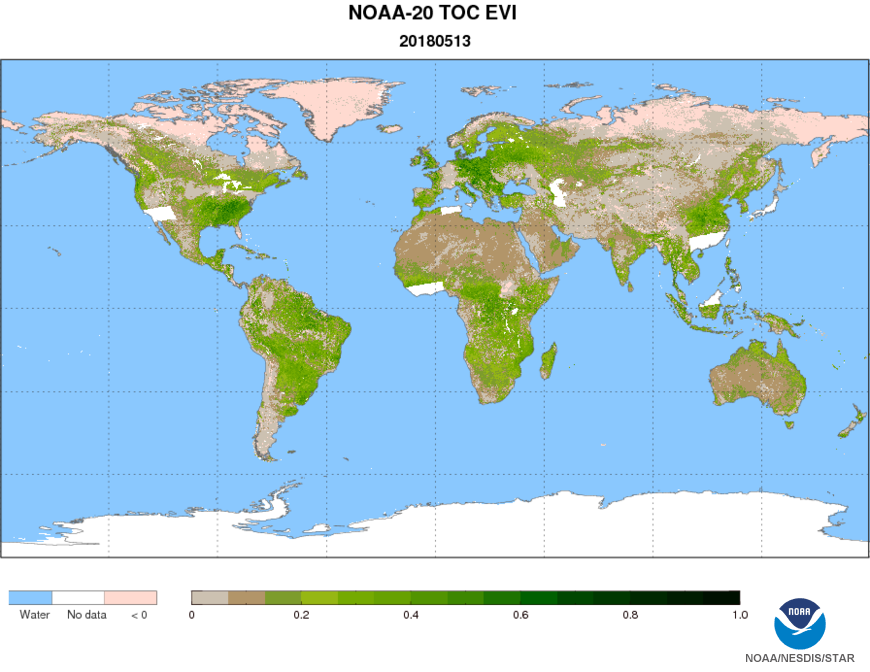 NOAA-20 TOC EVI
20180513
Water No data < 0
0 0.2 0.4 0.6 0.8 1.0
NOAA
NOAA/NESDIS/STAR